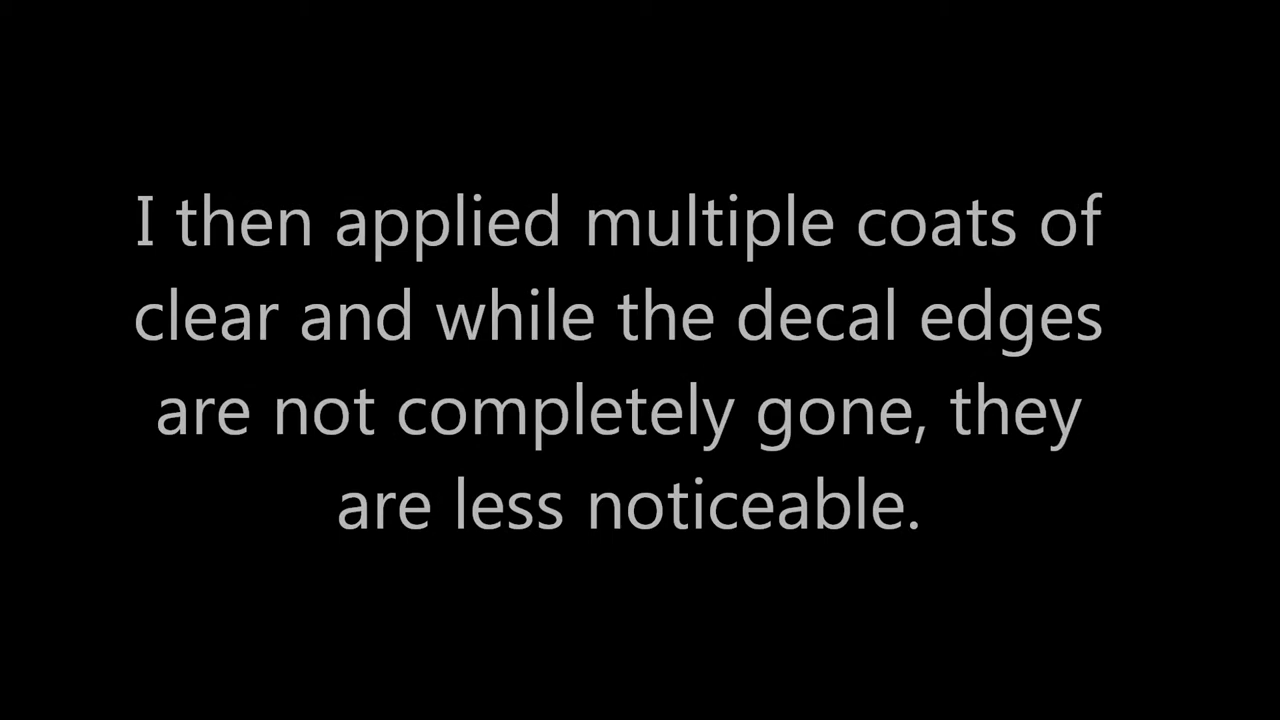 I then applied multiple coats of
clear and while the decal edges
are not completely gone, they
are less noticeable.